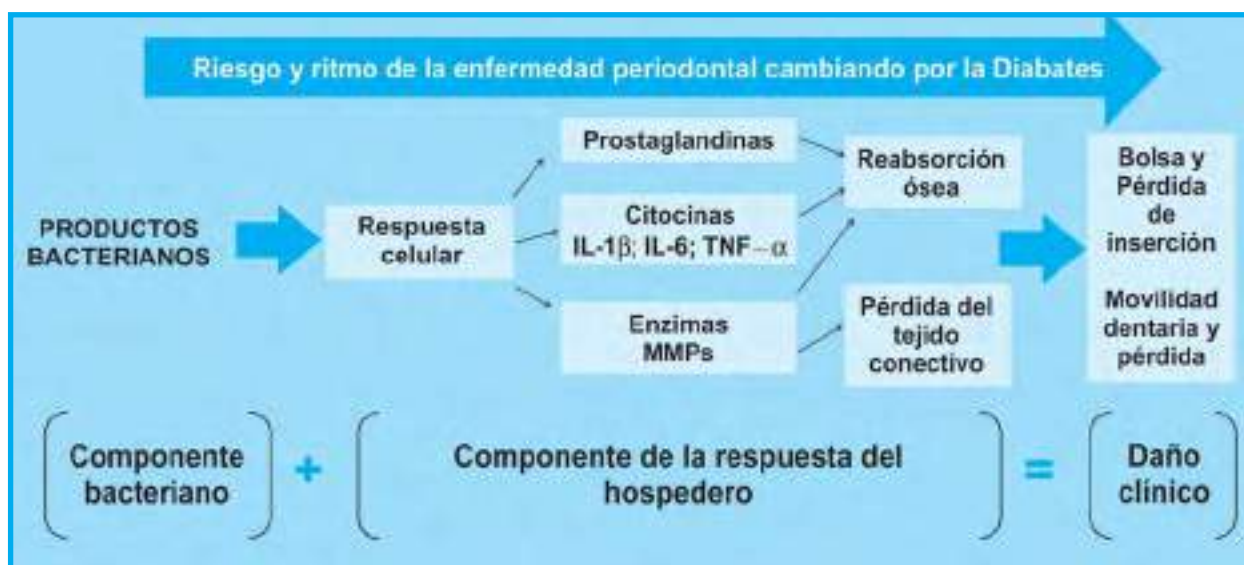 Riesgo y ritmo de la enfermedad periodontal cambiando por la Diabates
PRODUCTOS
BACTERIANOS
Respuesta
celular
Prostaglandinas
Citocinas
IL-1β; IL-6; TNF–α
Enzimas
MMPs
Reabsorción
ósea
Pérdida del
tejido
conectivo
Bolsa y
Pérdida
de
inserción
Movilidad
dentaria y
pérdida
Componente
bacteriano
+
Componente de la respuesta del
hospedero
=
Daño
clínico